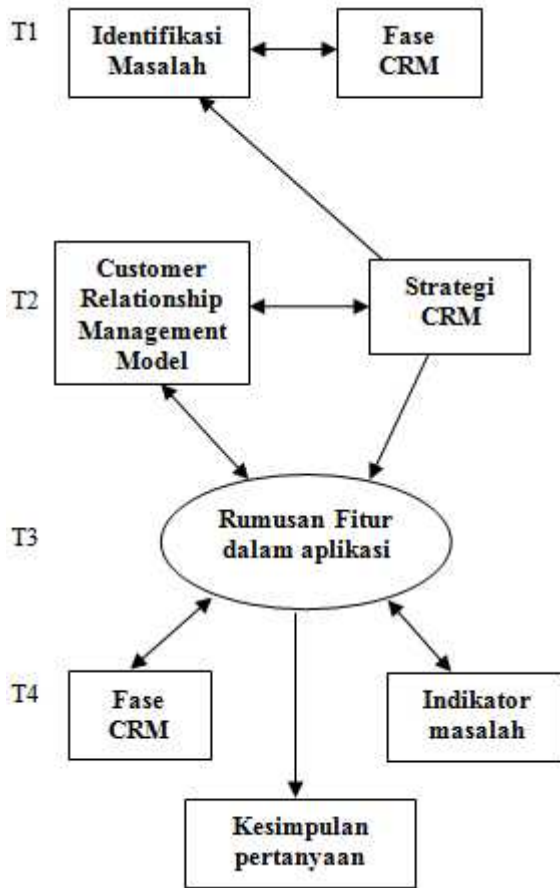 T1
Identifikasi
Masalah
Fase
CRM
T2
Customer
Relationship
Management
Model
Strategi
CRM
T3
Rumusan Fitur
dalam aplikasi
T4
Fase
CRM
Indikator
masalah
Kesimpulan
pertanyaan